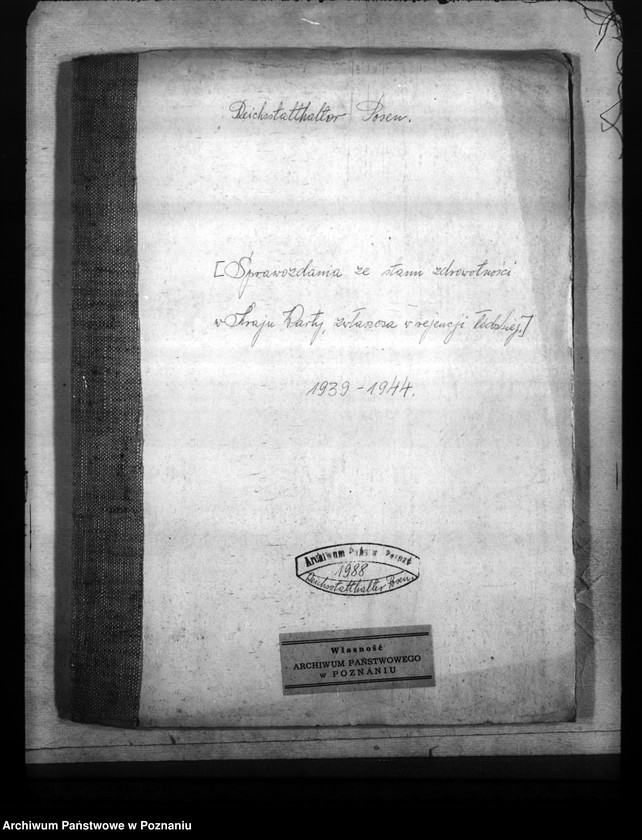 Reichsstatthalter Posen.
[Sprawozdania ze stanu zdrowotności
w Kraju Warty, zwłaszcza w rejencji łódzkiej.]
1939-1944.
Archiwum Państw. Poznań
1988
Reichsstatthalter Posen.
Własność
ARCHIWUM PAŃSTWOWEGO
w POZNANIU
Archiwum Państwowe w Poznaniu